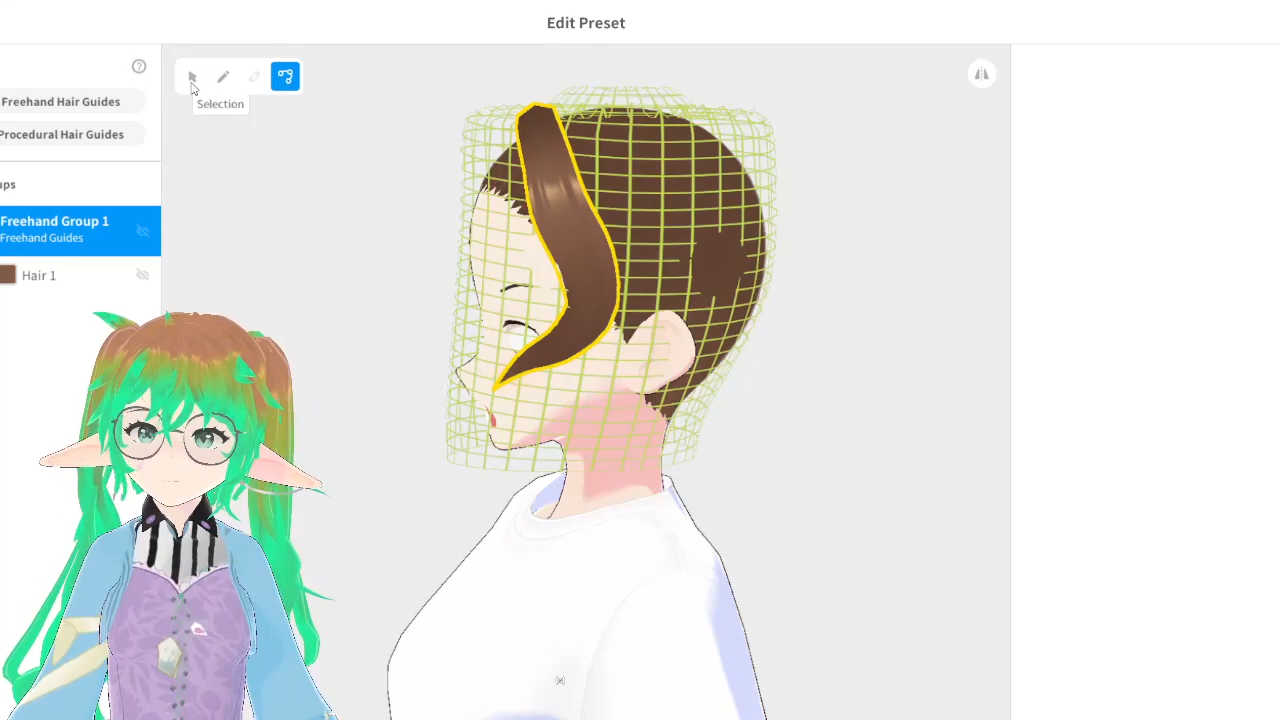 Edit Preset
Selection
Freehand Hair Guides
Procedural Hair Guides
ups
Freehand Group 1
Freehand Guides
Hair 1